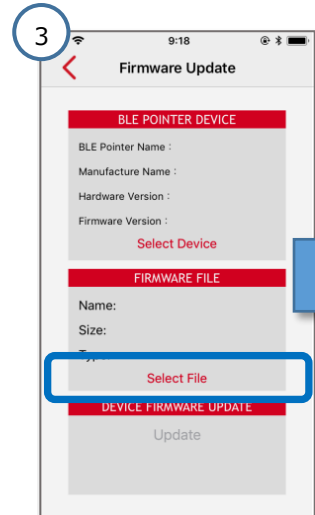 3
9:18
Firmware Update
BLE POINTER DEVICE
BLE Pointer Name :
Manufacture Name :
Hardware Version :
Firmware Version :
Select Device
FIRMWARE FILE
Name:
Size:
Select File
DEVICE FIRMWARE UPDATE
Update